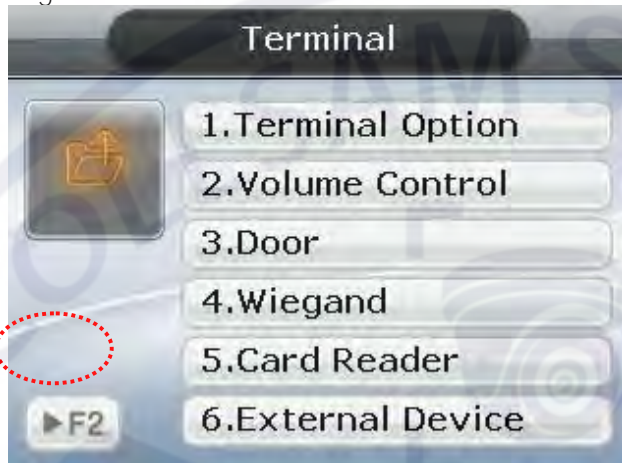 Terminal
1.Terminal Option
2.Volume Control
3.Door
4.Wiegand
5.Card Reader
▶F2
6.External Device